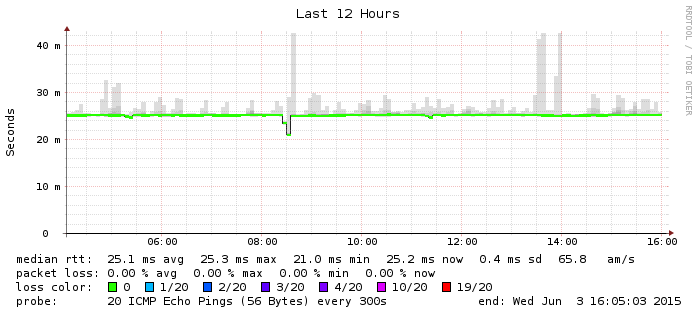 Last 12 Hours
RRDTOOL / TOBI OETIKER
Seconds
40 m
30 m
20 m
10 m
0
06:00 08:00 10:00 12:00 14:00 16:00
median rtt: 25.1 ms avg 25.3 ms max 21.0 ms min 25.2 ms now 0.4 ms sd 65.8 am/s
packet loss: 0.00 % avg 0.00 % max 0.00 % min 0.00 % now
loss color: 0 1/20 2/20 3/20 4/20 10/20 19/20
probe: 20 ICMP Echo Pings (56 Bytes) every 300s end: Wed Jun 3 16:05:03 2015